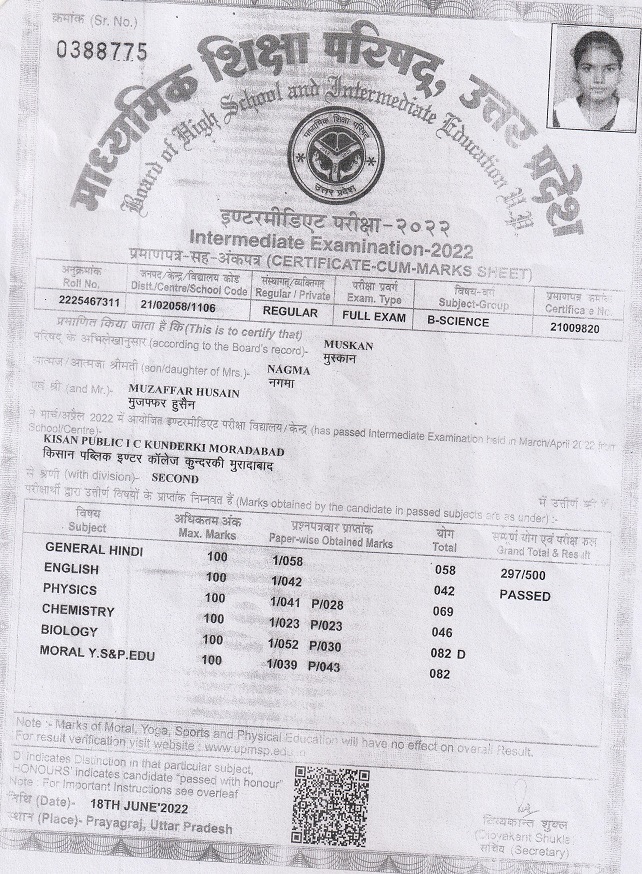 क्रमांक (Sr. No.)
0388775
माध्यमिक शिक्षा परिषद्, उत्तर प्रदेश
Board of High School and Intermediate Education U.P.
माध्यमिक शिक्षा परिषद
उत्तर प्रदेश
इण्टरमीडिएट परीक्षा-२०२२
Intermediate Examination-2022
प्रमाणपत्र-सह-अंकपत्र (CERTIFICATE-CUM-MARKS SHEET)
अनुक्रमांक जनपद/केन्द्र/विद्यालय कोड संस्थागत/व्यक्तिगत परीक्षा प्रवर्ग विषय-वर्ग प्रमाणपत्र क्रमांक
Roll No. Distt./Centre/School Code Regular / Private Exam. Type Subject-Group Certificate No.
2225467311 21/02058/1106 REGULAR FULL EXAM B-SCIENCE 21009820
प्रमाणित किया जाता है कि (This is to certify that)
परिषद के अभिलेखानुसार (according to the Board's record)- MUSKAN
मुस्कान
आत्मज/आत्मजा श्रीमती (son/daughter of Mrs.)- NAGMA
नगमा
एवं श्री (and Mr.)- MUZAFFAR HUSAIN
मुजफ्फर हुसैन
ने मार्च/अप्रैल 2022 में आयोजित इण्टरमीडिएट परीक्षा विद्यालय/केन्द्र (has passed Intermediate Examination held in March/April 2022 from
School/Centre)-
KISAN PUBLIC I C KUNDERKI MORADABAD
किसान पब्लिक इण्टर कॉलेज कुन्दरकी मुरादाबाद
से श्रेणी (with division)- SECOND में उत्तीर्ण की है
परीक्षार्थी द्वारा उत्तीर्ण विषयों के प्राप्तांक निम्नवत हैं (Marks obtained by the candidate in passed subjects are as under) :-
विषय अधिकतम अंक प्रश्नपत्रवार प्राप्तांक योग सम्पूर्ण योग एवं परीक्षा फल
Subject Max. Marks Paper-wise Obtained Marks Total Grand Total & Result
GENERAL HINDI 100 1/058 058 297/500
ENGLISH 100 1/042 042 PASSED
PHYSICS 100 1/041 P/028 069
CHEMISTRY 100 1/023 P/023 046
BIOLOGY 100 1/052 P/030 082 D
MORAL Y.S&P.EDU 100 1/039 P/043 082
Note :- Marks of Moral, Yoga, Sports and Physical Education will have no effect on overall Result.
For result verification visit website : www.upmsp.edu.in
'D' Indicates Distinction in that particular subject,
HONOURS' indicates candidate "passed with honour"
Note : For Important Instructions see overleaf
तिथि (Date)- 18TH JUNE'2022
स्थान (Place)- Prayagraj, Uttar Pradesh
दिव्यकान्त शुक्ल
(Divyakant Shukla)
सचिव (Secretary)